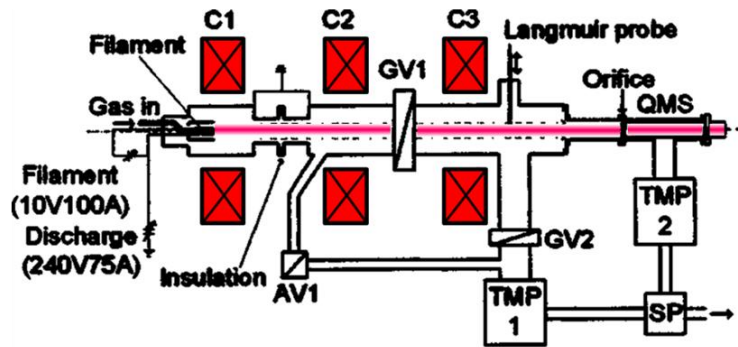 C1
C2
C3
Filament
Langmuir probe
GV1
Orifice
QMS
Gas in
Filament
(10V100A)
Discharge
(240V75A)
Insulation
AV1
GV2
TMP
1
TMP
2
SP